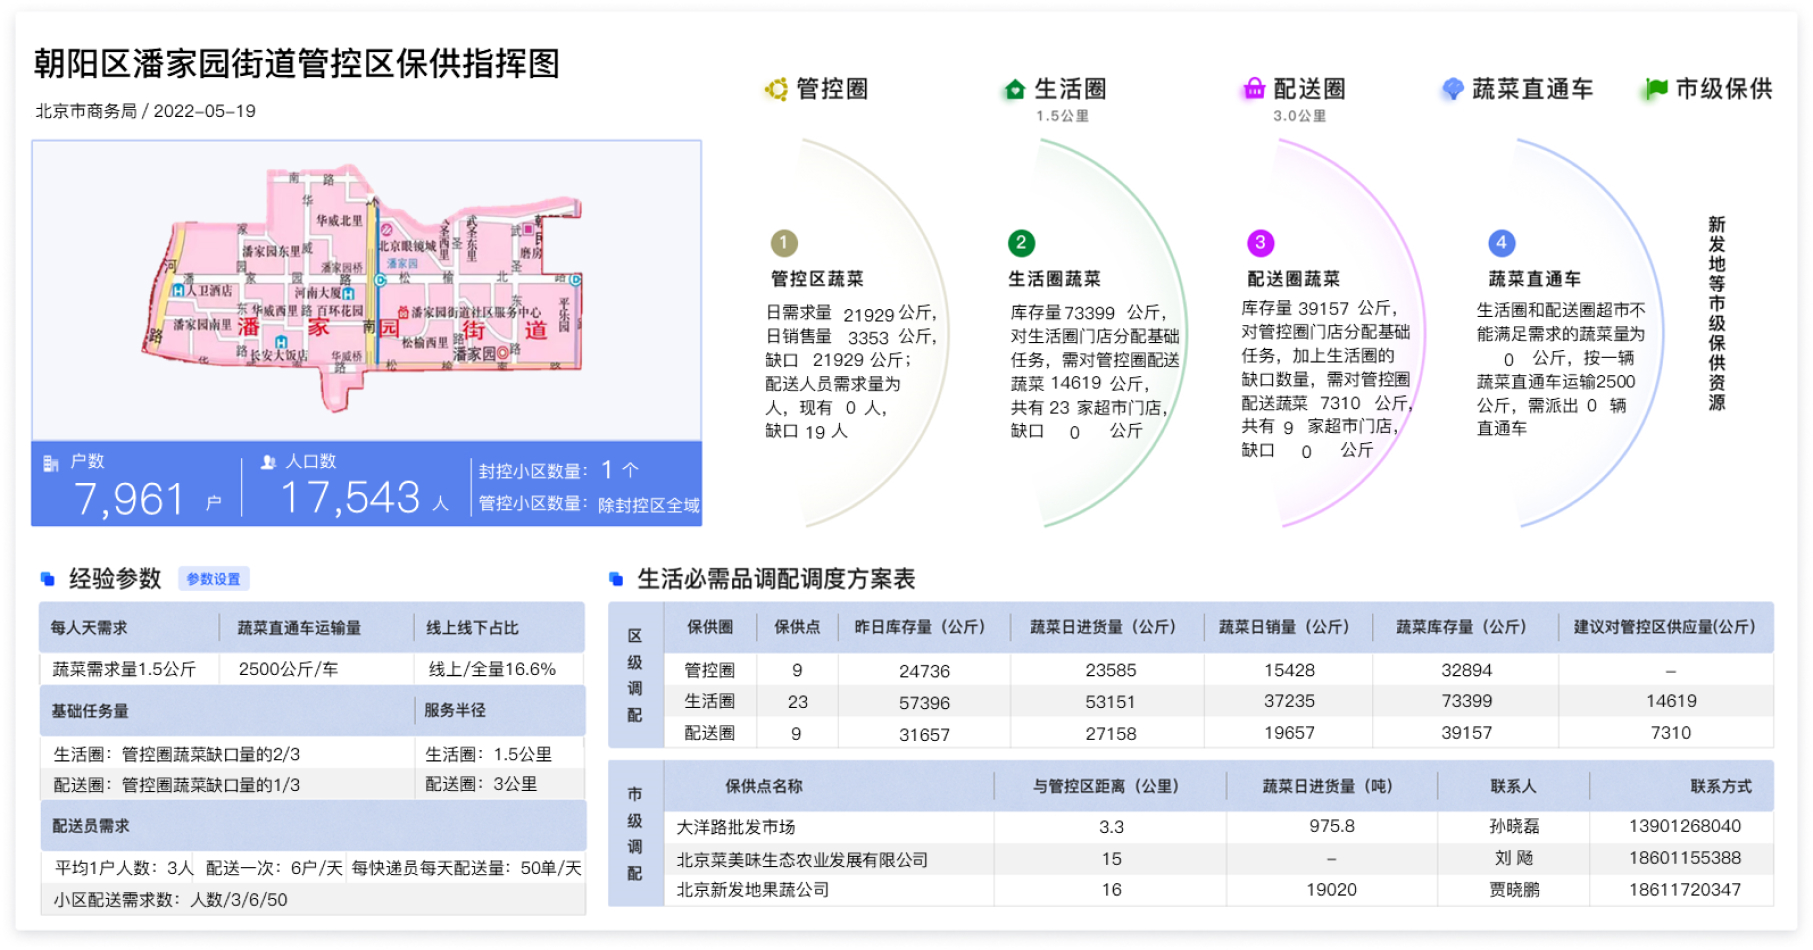 朝阳区潘家园街道管控区保供指挥图
北京市商务局 / 2022-05-19
管控圈
生活圈
1.5公里
配送圈
3.0公里
蔬菜直通车
市级保供
南 路
华
华威北里
家
潘家园东里
威
北京眼镜城
潘家园
圣
武圣东里
武
磨房
河
潘
园
家
园
潘家园桥
路
松
榆
北
圣
路
人卫酒店
河南大厦
东
华威西里
路
百环花园
潘家园街道社区服务中心
东
平乐园
潘家园南里
潘 家 园 街 道
南
路
路
长安大饭店
华威桥
松榆西里
潘家园
路
华
路
松
榆
南
路
户数
7,961 户
人口数
17,543 人
封控小区数量： 1 个
管控小区数量： 除封控区全域
1
管控区蔬菜
日需求量 21929 公斤，
日销售量 3353 公斤，
缺口 21929 公斤；
配送人员需求量为
人，现有 0 人，
缺口 19 人
2
生活圈蔬菜
库存量 73399 公斤，
对生活圈门店分配基础
任务，需对管控圈配送
蔬菜 14619 公斤，
共有 23 家超市门店，
缺口 0 公斤
3
配送圈蔬菜
库存量 39157 公斤，
对管控圈门店分配基础
任务，加上生活圈的
缺口数量，需对管控圈
配送蔬菜 7310 公斤，
共有 9 家超市门店，
缺口 0 公斤
4
蔬菜直通车
生活圈和配送圈超市不
能满足需求的蔬菜量为
0 公斤，按一辆
蔬菜直通车运输2500
公斤，需派出 0 辆
直通车
新发地等市级保供资源
经验参数 参数设置
每人天需求 蔬菜直通车运输量 线上线下占比
蔬菜需求量1.5公斤 2500公斤/车 线上/全量16.6%
基础任务量 服务半径
生活圈：管控圈蔬菜缺口量的2/3 生活圈：1.5公里
配送圈：管控圈蔬菜缺口量的1/3 配送圈：3公里
配送员需求
平均1户人数：3人 配送一次：6户/天 每快递员每天配送量：50单/天
小区配送需求数：人数/3/6/50
生活必需品调配调度方案表
区级调配
保供圈 保供点 昨日库存量（公斤） 蔬菜日进货量（公斤） 蔬菜日销量（公斤） 蔬菜库存量（公斤） 建议对管控区供应量(公斤）
管控圈 9 24736 23585 15428 32894 –
生活圈 23 57396 53151 37235 73399 14619
配送圈 9 31657 27158 19657 39157 7310
市级调配
保供点名称 与管控区距离（公里） 蔬菜日进货量（吨） 联系人 联系方式
大洋路批发市场 3.3 975.8 孙晓磊 13901268040
北京菜美味生态农业发展有限公司 15 – 刘飚 18601155388
北京新发地果蔬公司 16 19020 贾晓鹏 18611720347